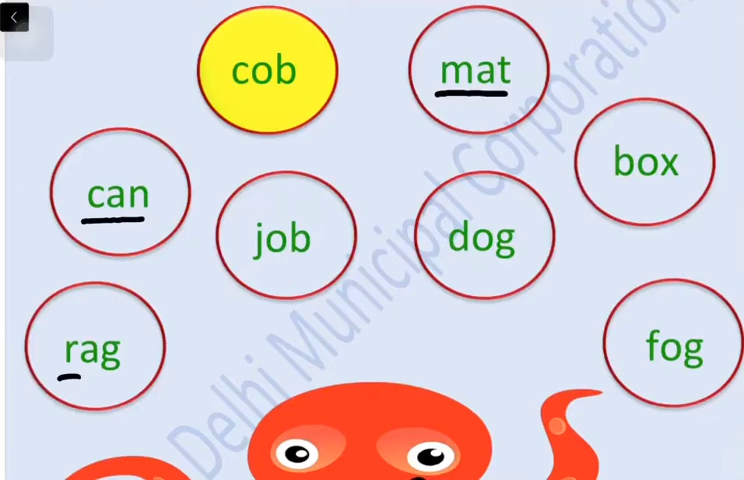 cob
mat
can
job
dog
box
rag
fog
Delhi Municipal Corporation